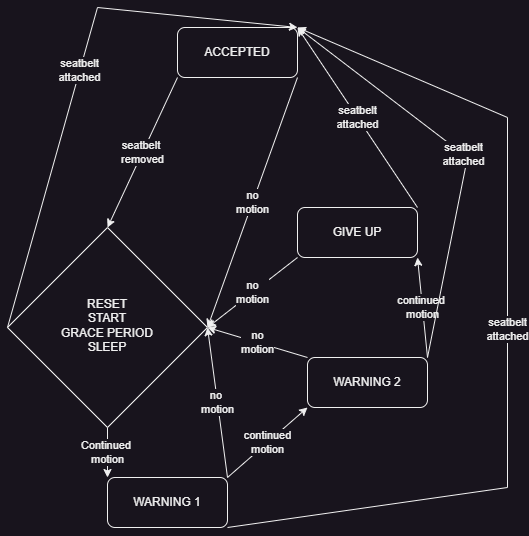 ACCEPTED
seatbelt
attached
seatbelt
attached
seatbelt
removed
seatbelt
attached
no
motion
GIVE UP
no
motion
continued
motion
RESET
START
GRACE PERIOD
SLEEP
seatbelt
attached
no
motion
WARNING 2
no
motion
continued
motion
Continued
motion
WARNING 1